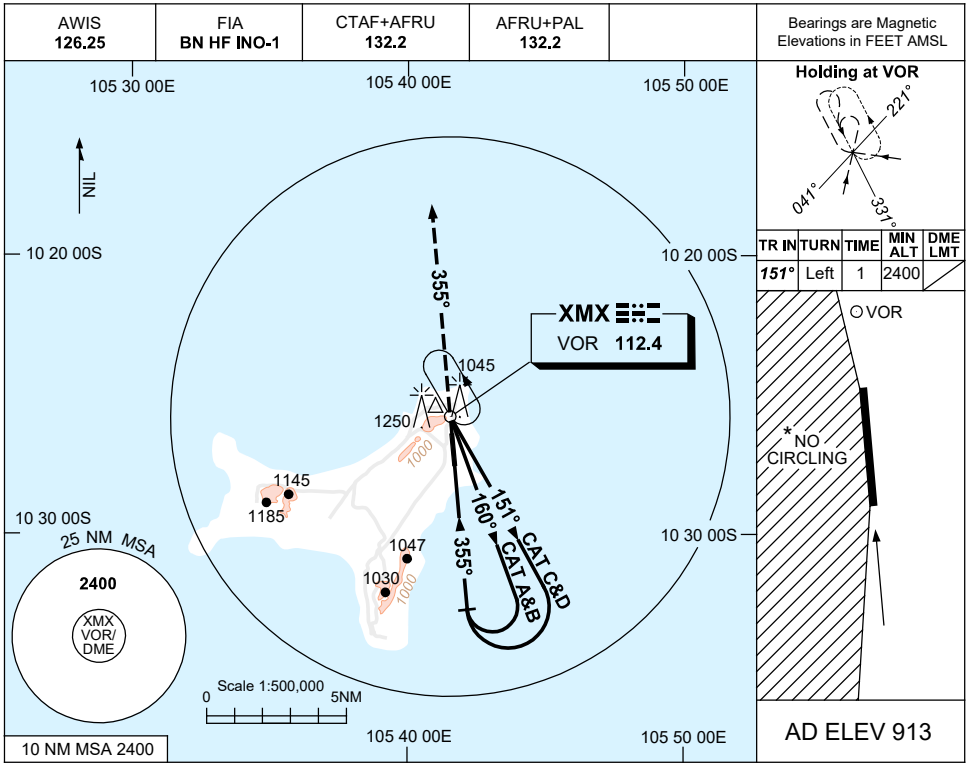 AWIS
126.25
FIA
BN HF INO-1
CTAF+AFRU
132.2
AFRU+PAL
132.2
Bearings are Magnetic
Elevations in FEET AMSL
105 30 00E
105 40 00E
105 50 00E
NIL
10 20 00S
10 20 00S
355°
XMX
VOR 112.4
1045
1250
1000
1145
1185
10 30 00S
10 30 00S
1047
1030
1000
355°
160° CAT A&B
151° CAT C&D
25 NM MSA
2400
XMX
VOR/
DME
Scale 1:500,000
0
5NM
10 NM MSA 2400
105 40 00E
105 50 00E
Holding at VOR
221°
041°
331°
TR IN TURN TIME MIN ALT DME LMT
151° Left 1 2400
VOR
* NO
CIRCLING
AD ELEV 913